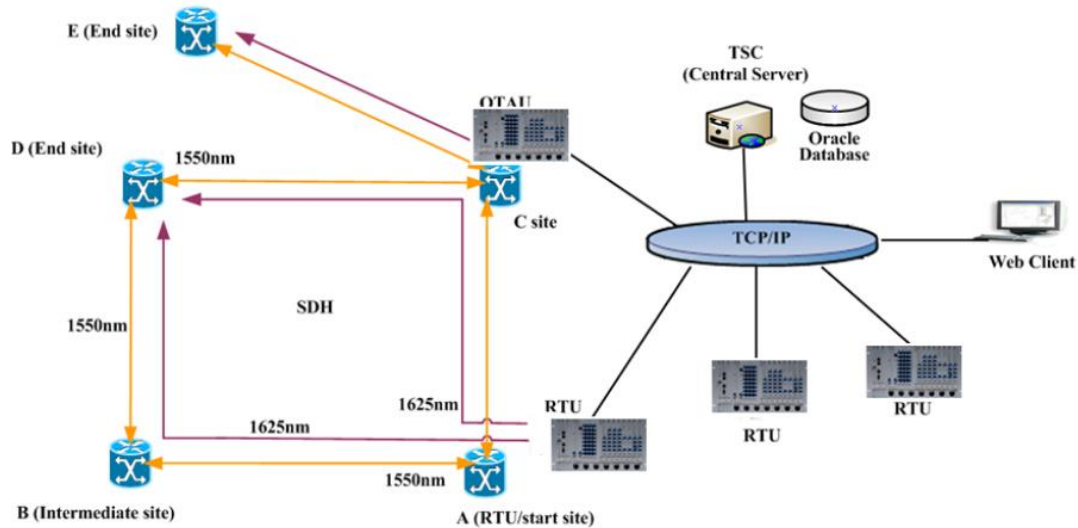 E (End site)
TSC
(Central Server)
OTAU
Oracle
Database
D (End site)
1550nm
C site
TCP/IP
Web Client
SDH
1550nm
1625nm
RTU
RTU
RTU
1625nm
1550nm
B (Intermediate site)
A (RTU/start site)